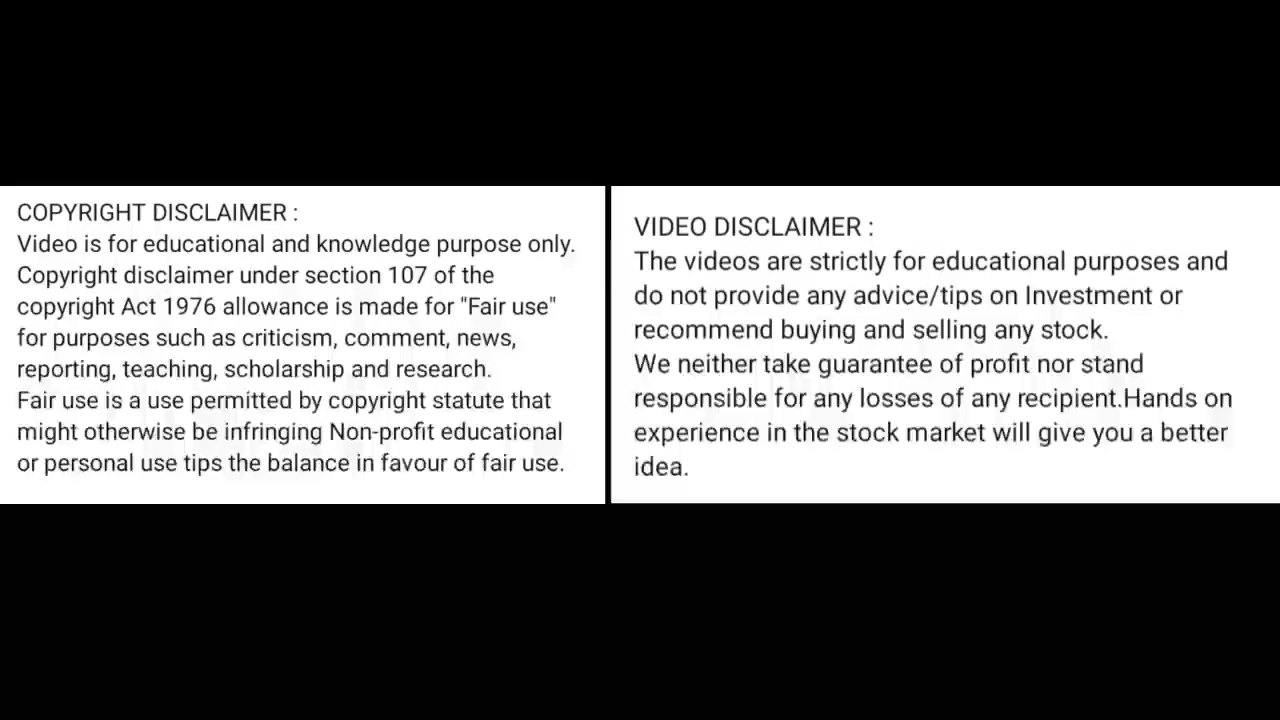 COPYRIGHT DISCLAIMER :
Video is for educational and knowledge purpose only.
Copyright disclaimer under section 107 of the
copyright Act 1976 allowance is made for "Fair use"
for purposes such as criticism, comment, news,
reporting, teaching, scholarship and research.
Fair use is a use permitted by copyright statute that
might otherwise be infringing Non-profit educational
or personal use tips the balance in favour of fair use.
VIDEO DISCLAIMER :
The videos are strictly for educational purposes and
do not provide any advice/tips on Investment or
recommend buying and selling any stock.
We neither take guarantee of profit nor stand
responsible for any losses of any recipient.Hands on
experience in the stock market will give you a better
idea.